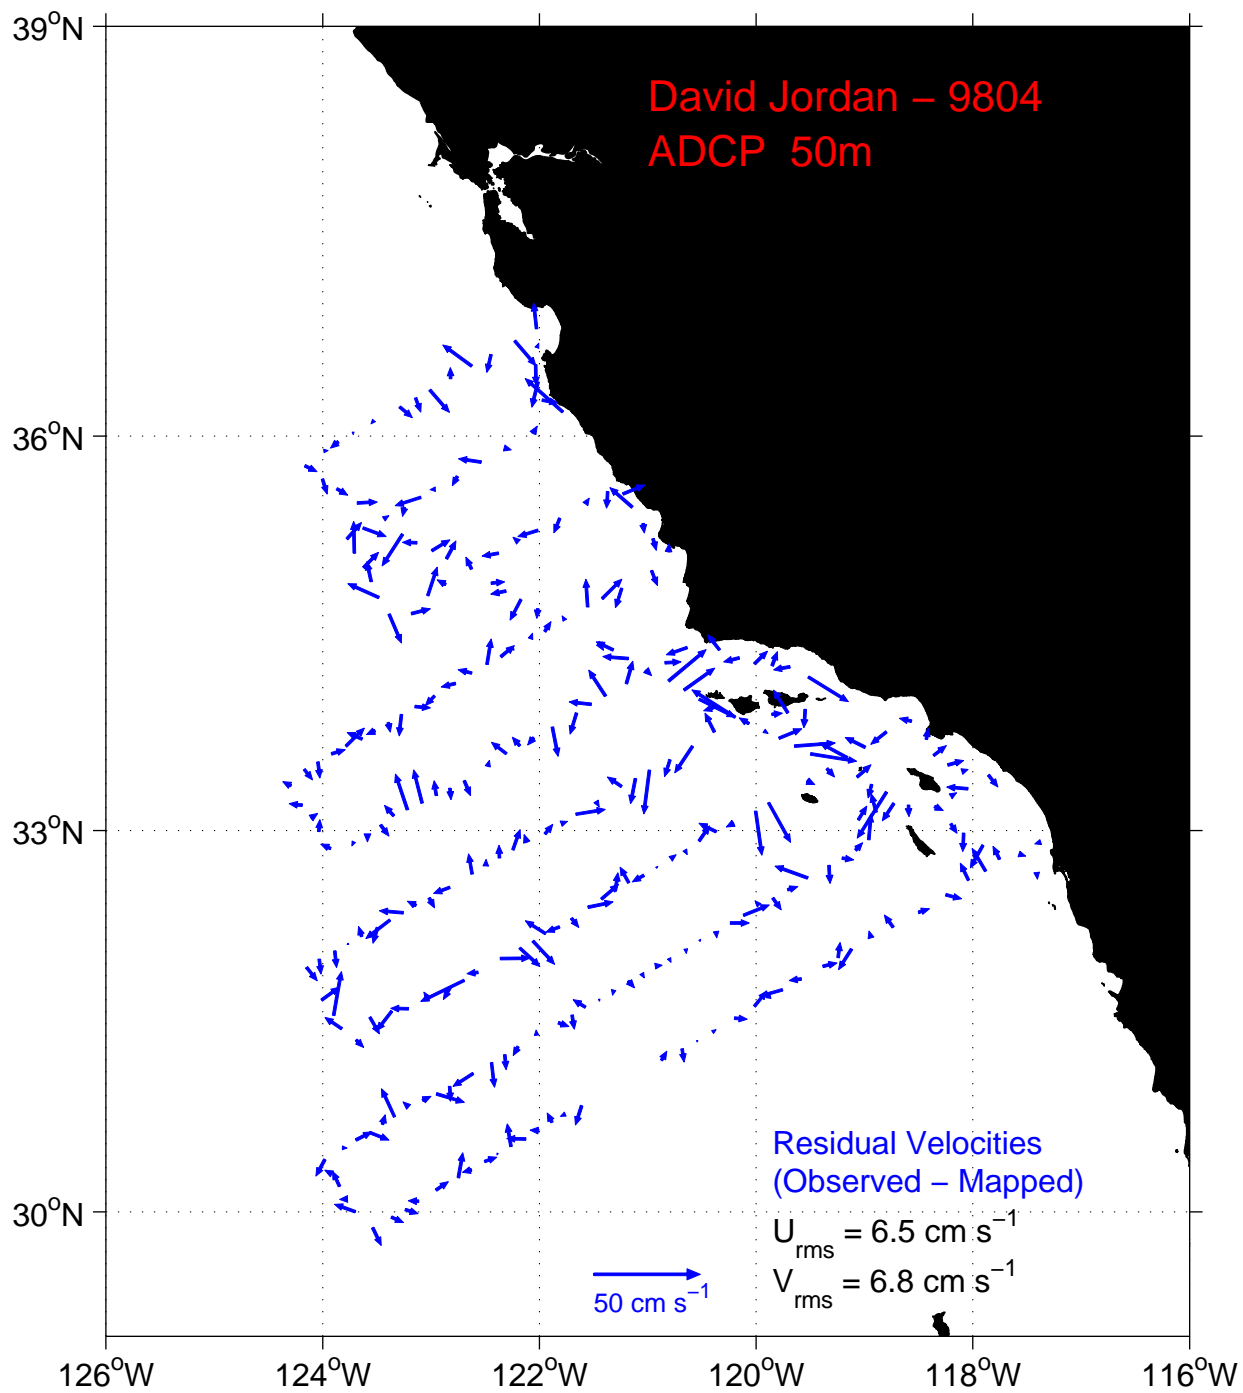 39°N
David Jordan – 9804
ADCP 50m
36°N
33°N
Residual Velocities
(Observed – Mapped)
30°N
U_rms = 6.5 cm s⁻¹
V_rms = 6.8 cm s⁻¹
50 cm s⁻¹
126°W 124°W 122°W 120°W 118°W 116°W